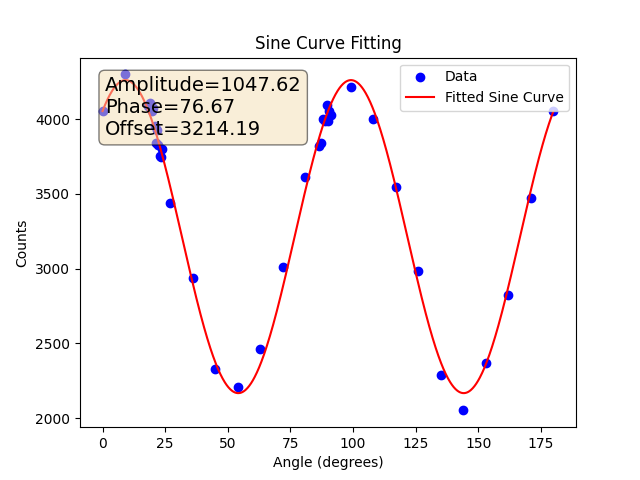 Sine Curve Fitting
Amplitude=1047.62
Phase=76.67
Offset=3214.19
Data
Fitted Sine Curve
4000
3500
3000
2500
2000
Counts
0 25 50 75 100 125 150 175
Angle (degrees)